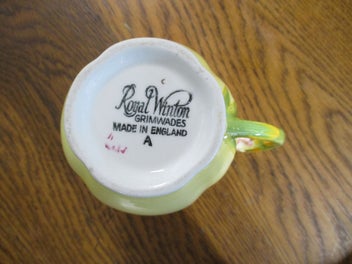 Royal Winton
GRIMWADES
MADE IN ENGLAND
A